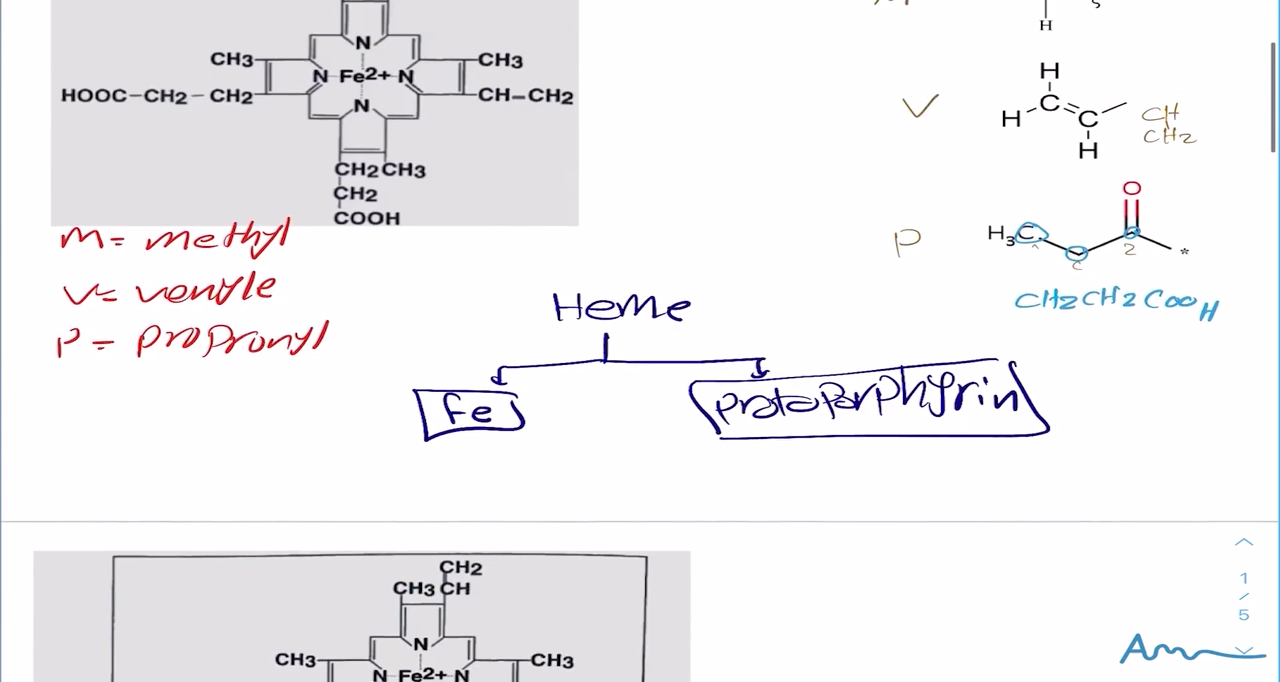 N
CH3
CH3
N Fe2+ N
HOOC-CH2-CH2
CH-CH2
N
CH2CH3
CH2
COOH
H
V
H
H C C
H
CH
CH2
P
O
H3C
C
2
*
CH2CH2COOH
M= methyl
V= venyle
P= proPronyl
Heme
Fe
protoporphyrin
CH2
CH3 CH
N
CH3
CH3
N Fe2+ N
1
/
5